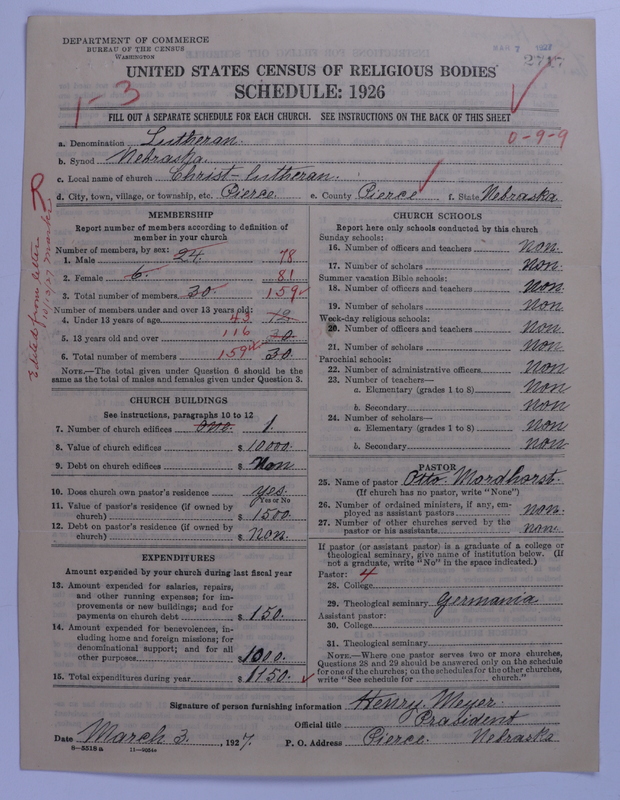 DEPARTMENT OF COMMERCE
BUREAU OF THE CENSUS
WASHINGTON
7 1927
2717
UNITED STATES CENSUS OF RELIGIOUS BODIES
SCHEDULE: 1926
1-3
FILL OUT A SEPARATE SCHEDULE FOR EACH CHURCH. SEE INSTRUCTIONS ON THE BACK OF THIS SHEET
0-9-9
a. Denomination Lutheran.
b. Synod Nebraska.
c. Local name of church Christ-Lutheran.
d. City, town, village, or township, etc. Pierce. e. County Pierce f. State Nebraska
MEMBERSHIP
Report number of members according to definition of member in your church
Number of members, by sex:
1. Male 24. 78
2. Female 6. 81
3. Total number of members 30. 159
Number of members under and over 13 years old:
4. Under 13 years of age 43
5. 13 years old and over 116
6. Total number of members 159 30.
NOTE.—The total given under Question 6 should be same as the total of males and females given under Question 3.
Edited from letter
CHURCH BUILDINGS
See instructions, paragraphs 10 to 12
7. Number of church edifices One. 1.
8. Value of church edifices $ 10000.
9. Debt on church edifices $ Non
10. Does church own pastor's residence yes.
Yes or No
11. Value of pastor's residence (if owned by church) $ 1500.
12. Debt on pastor's residence (if owned by church) $ Non.
EXPENDITURES
Amount expended by your church during last fiscal year
13. Amount expended for salaries, repairs, and other running expenses; for improvements or new buildings; and for payments on church debt $ 150.
14. Amount expended for benevolences, including home and foreign missions; for denominational support; and for all other purposes $ 1000.
15. Total expenditures during year $ 1150.
CHURCH SCHOOLS
Report here only schools conducted by this church
Sunday schools:
16. Number of officers and teachers Non.
17. Number of scholars Non
Summer vacation Bible schools:
18. Number of officers and teachers Non
19. Number of scholars Non
Week-day religious schools:
20. Number of officers and teachers Non
21. Number of scholars Non
Parochial schools:
22. Number of administrative officers Non
23. Number of teachers—
a. Elementary (grades 1 to 8) Non
b. Secondary Non
24. Number of scholars—
a. Elementary (grades 1 to 8) Non
b. Secondary Non
PASTOR
25. Name of pastor Otto Mordhorst.
(If church has no pastor, write "None")
26. Number of ordained ministers, if any, employed as assistant pastors non.
27. Number of other churches served by the pastor or his assistants non.
If pastor (or assistant pastor) is a graduate of a college or theological seminary, give name of institution below. (If not a graduate, write "No" in the space indicated.)
Pastor: 4
28. College
29. Theological seminary Germania
Assistant pastor:
30. College
31. Theological seminary
NOTE.—Where one pastor serves two or more churches, Questions 28 and 29 should be answered only on the schedule for one of the churches; on the schedules for the other churches, write "See schedule for church."
Signature of person furnishing information Henry Meyer
Official title Prasident
Date March 3, 1927. P. O. Address Pierce. Nebraska
8-5518 a 11-9034